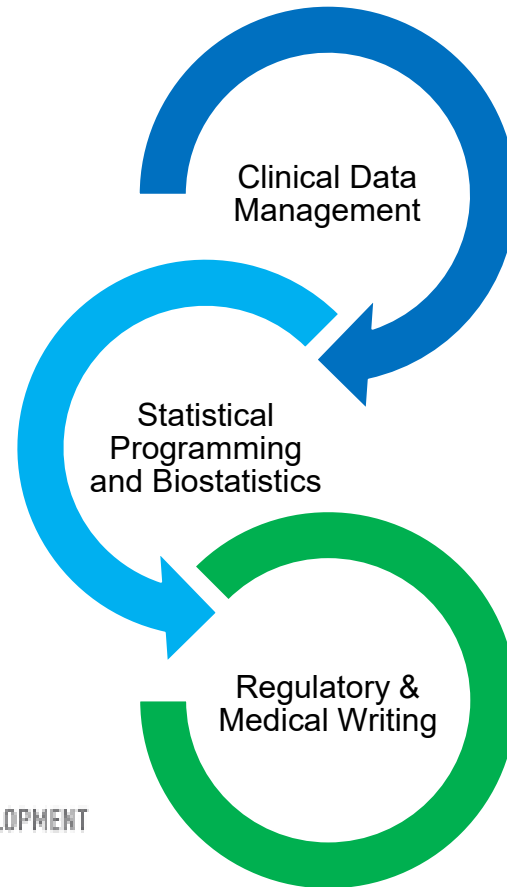 Clinical Data
Management
Statistical
Programming
and Biostatistics
Regulatory &
Medical Writing
LOPMENT